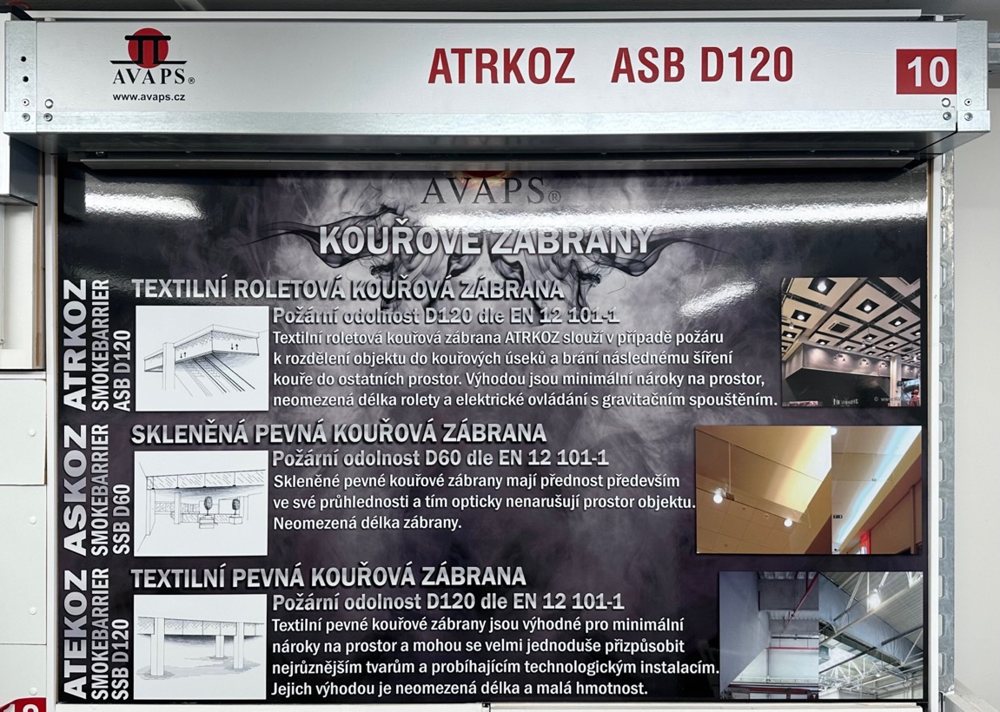 AVAPS®
www.avaps.cz
ATRKOZ ASB D120
10
AVAPS®
KOUŘOVÉ ZÁBRANY
ATRKOZ
SMOKEBARRIER
ASB D120
TEXTILNÍ ROLETOVÁ KOUŘOVÁ ZÁBRANA
Požární odolnost D120 dle EN 12 101-1
Textilní roletová kouřová zábrana ATRKOZ slouží v případě požáru
k rozdělení objektu do kouřových úseků a brání následnému šíření
kouře do ostatních prostor. Výhodou jsou minimální nároky na prostor,
neomezená délka rolety a elektrické ovládání s gravitačním spouštěním.
ASKOZ
SMOKEBARRIER
SSB D60
SKLENĚNÁ PEVNÁ KOUŘOVÁ ZÁBRANA
Požární odolnost D60 dle EN 12 101-1
Skleněné pevné kouřové zábrany mají přednost především
ve své průhlednosti a tím opticky nenarušují prostor objektu.
Neomezená délka zábrany.
ATEKOZ
SMOKEBARRIER
SSB D120
TEXTILNÍ PEVNÁ KOUŘOVÁ ZÁBRANA
Požární odolnost D120 dle EN 12 101-1
Textilní pevné kouřové zábrany jsou výhodné pro minimální
nároky na prostor a mohou se velmi jednoduše přizpůsobit
nejrůznějším tvarům a probíhajícím technologickým instalacím.
Jejich výhodou je neomezená délka a malá hmotnost.